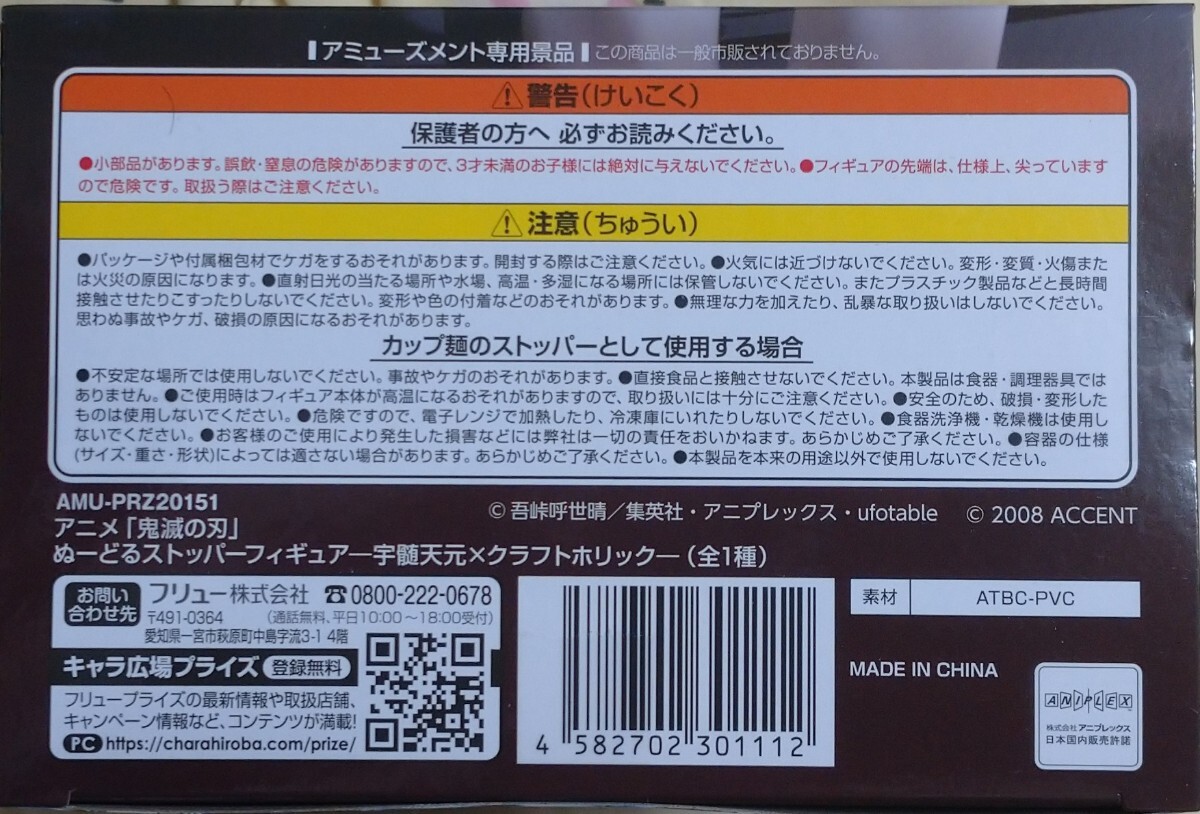 アミューズメント専用景品 この商品は一般市販されておりません。
警告(けいこく)
保護者の方へ 必ずお読みください。
●小部品があります。誤飲・窒息の危険がありますので、3才未満のお子様には絶対に与えないでください。●フィギュアの先端は、仕様上、尖っています
ので危険です。取扱う際はご注意ください。
注意(ちゅうい)
●パッケージや付属梱包材でケガをするおそれがあります。開封する際はご注意ください。●火気には近づけないでください。変形・変質・火傷また
は火災の原因になります。●直射日光の当たる場所や水場、高温・多湿になる場所には保管しないでください。またプラスチック製品などと長時間
接触させたりこすったりしないでください。変形や色の付着などのおそれがあります。●無理な力を加えたり、乱暴な取り扱いはしないでください。
思わぬ事故やケガ、破損の原因になるおそれがあります。
カップ麺のストッパーとして使用する場合
●不安定な場所では使用しないでください。事故やケガのおそれがあります。●直接食品と接触させないでください。本製品は食器・調理器具では
ありません。●ご使用時はフィギュア本体が高温になるおそれがありますので、取り扱いには十分にご注意ください。●安全のため、破損・変形した
ものは使用しないでください。●危険ですので、電子レンジで加熱したり、冷凍庫にいれたりしないでください。●食器洗浄機・乾燥機は使用し
ないでください。●お客様のご使用により発生した損害などには弊社は一切の責任をおいかねます。あらかじめご了承ください。●容器の仕様
(サイズ・重さ・形状)によっては適さない場合があります。あらかじめご了承ください。●本製品を本来の用途以外で使用しないでください。
AMU-PRZ20151
アニメ「鬼滅の刃」
©吾峠呼世晴/集英社・アニプレックス・ufotable © 2008 ACCENT
ぬーどるストッパーフィギュアー宇髄天元×クラフトホリックー(全1種)
お問い合わせ先 フリュー株式会社 ☎0800-222-0678
〒491-0364 (通話無料、平日10:00~18:00受付)
愛知県一宮市萩原町中島字流3-1 4階
キャラ広場プライズ 登録無料
フリュープライズの最新情報や取扱店舗、
キャンペーン情報など、コンテンツが満載!
PC https://charahiroba.com/prize/
4 582702 301112
素材 ATBC-PVC
MADE IN CHINA
ANIPLEX
株式会社アニプレックス
日本国内販売許諾